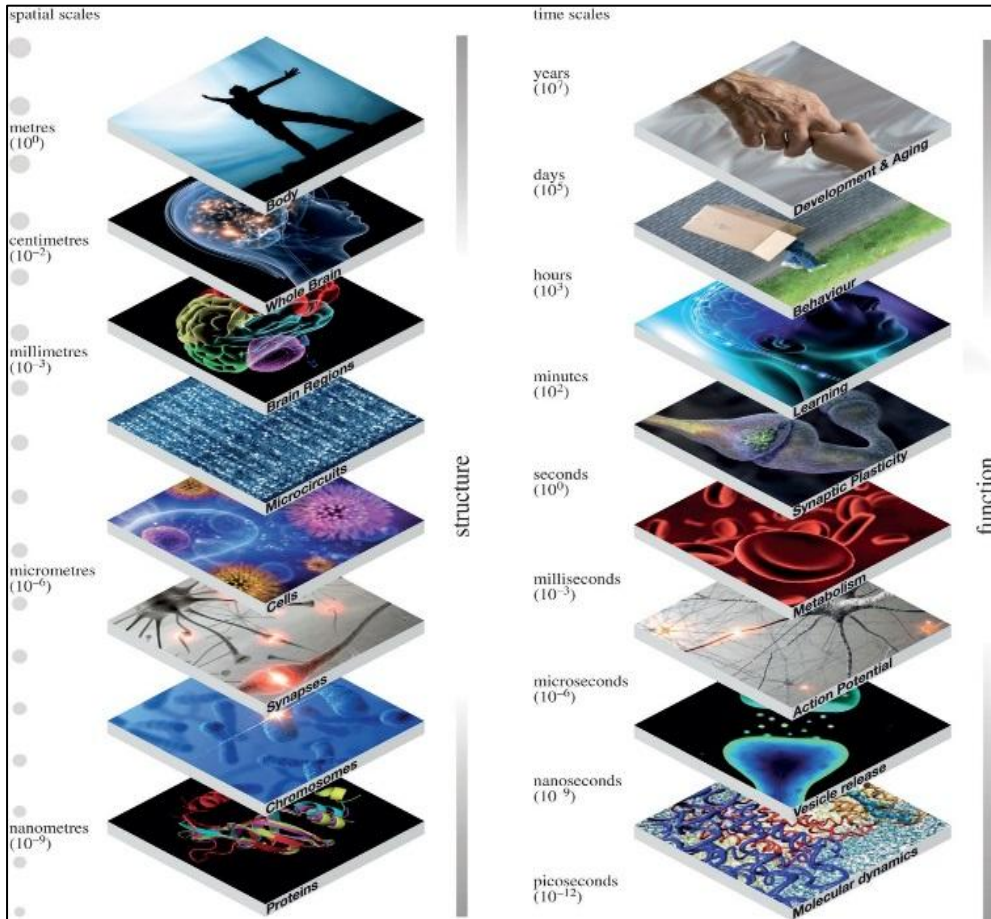 spatial scales
metres
(10⁰)
centimetres
(10⁻²)
millimetres
(10⁻³)
micrometres
(10⁻⁶)
nanometres
(10⁻⁹)
Body
Whole Brain
Brain Regions
Microcircuits
Cells
Synapses
Chromosomes
Proteins
structure
time scales
years
(10⁷)
days
(10⁵)
hours
(10³)
minutes
(10²)
seconds
(10⁰)
milliseconds
(10⁻³)
microseconds
(10⁻⁶)
nanoseconds
(10⁻⁹)
picoseconds
(10⁻¹²)
Development & Aging
Behaviour
Learning
Synaptic Plasticity
Metabolism
Action Potential
Vesicle release
Molecular dynamics
function